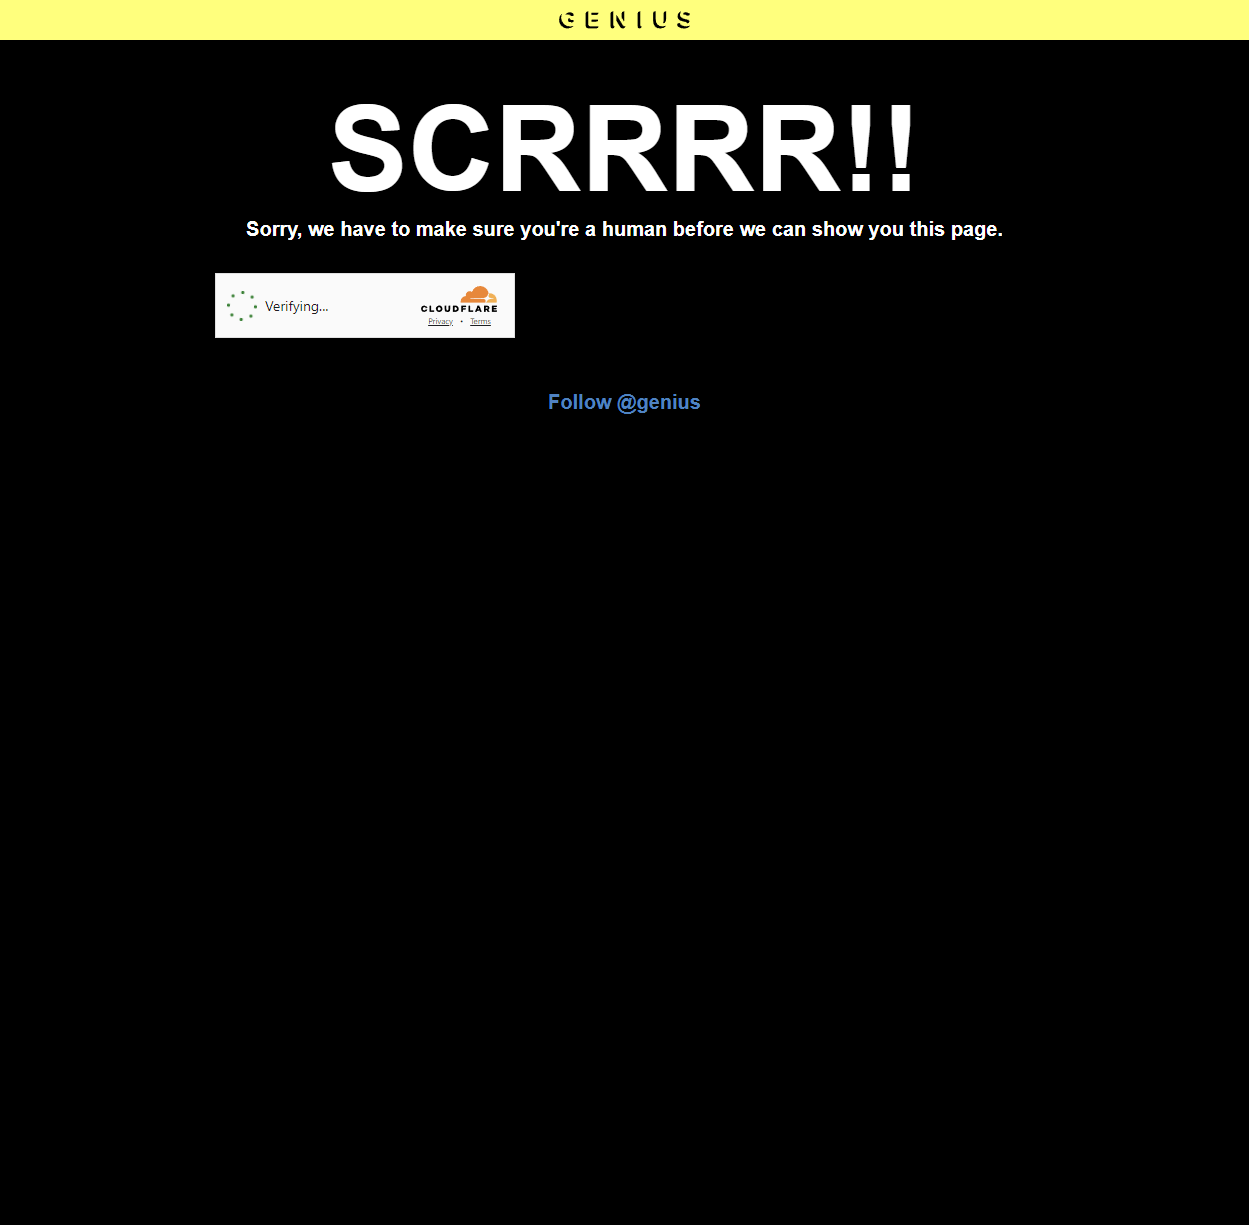 GENIUS
SCRRRR!!
Sorry, we have to make sure you're a human before we can show you this page.
Verifying...
CLOUDFLARE
Privacy • Terms
Follow @genius